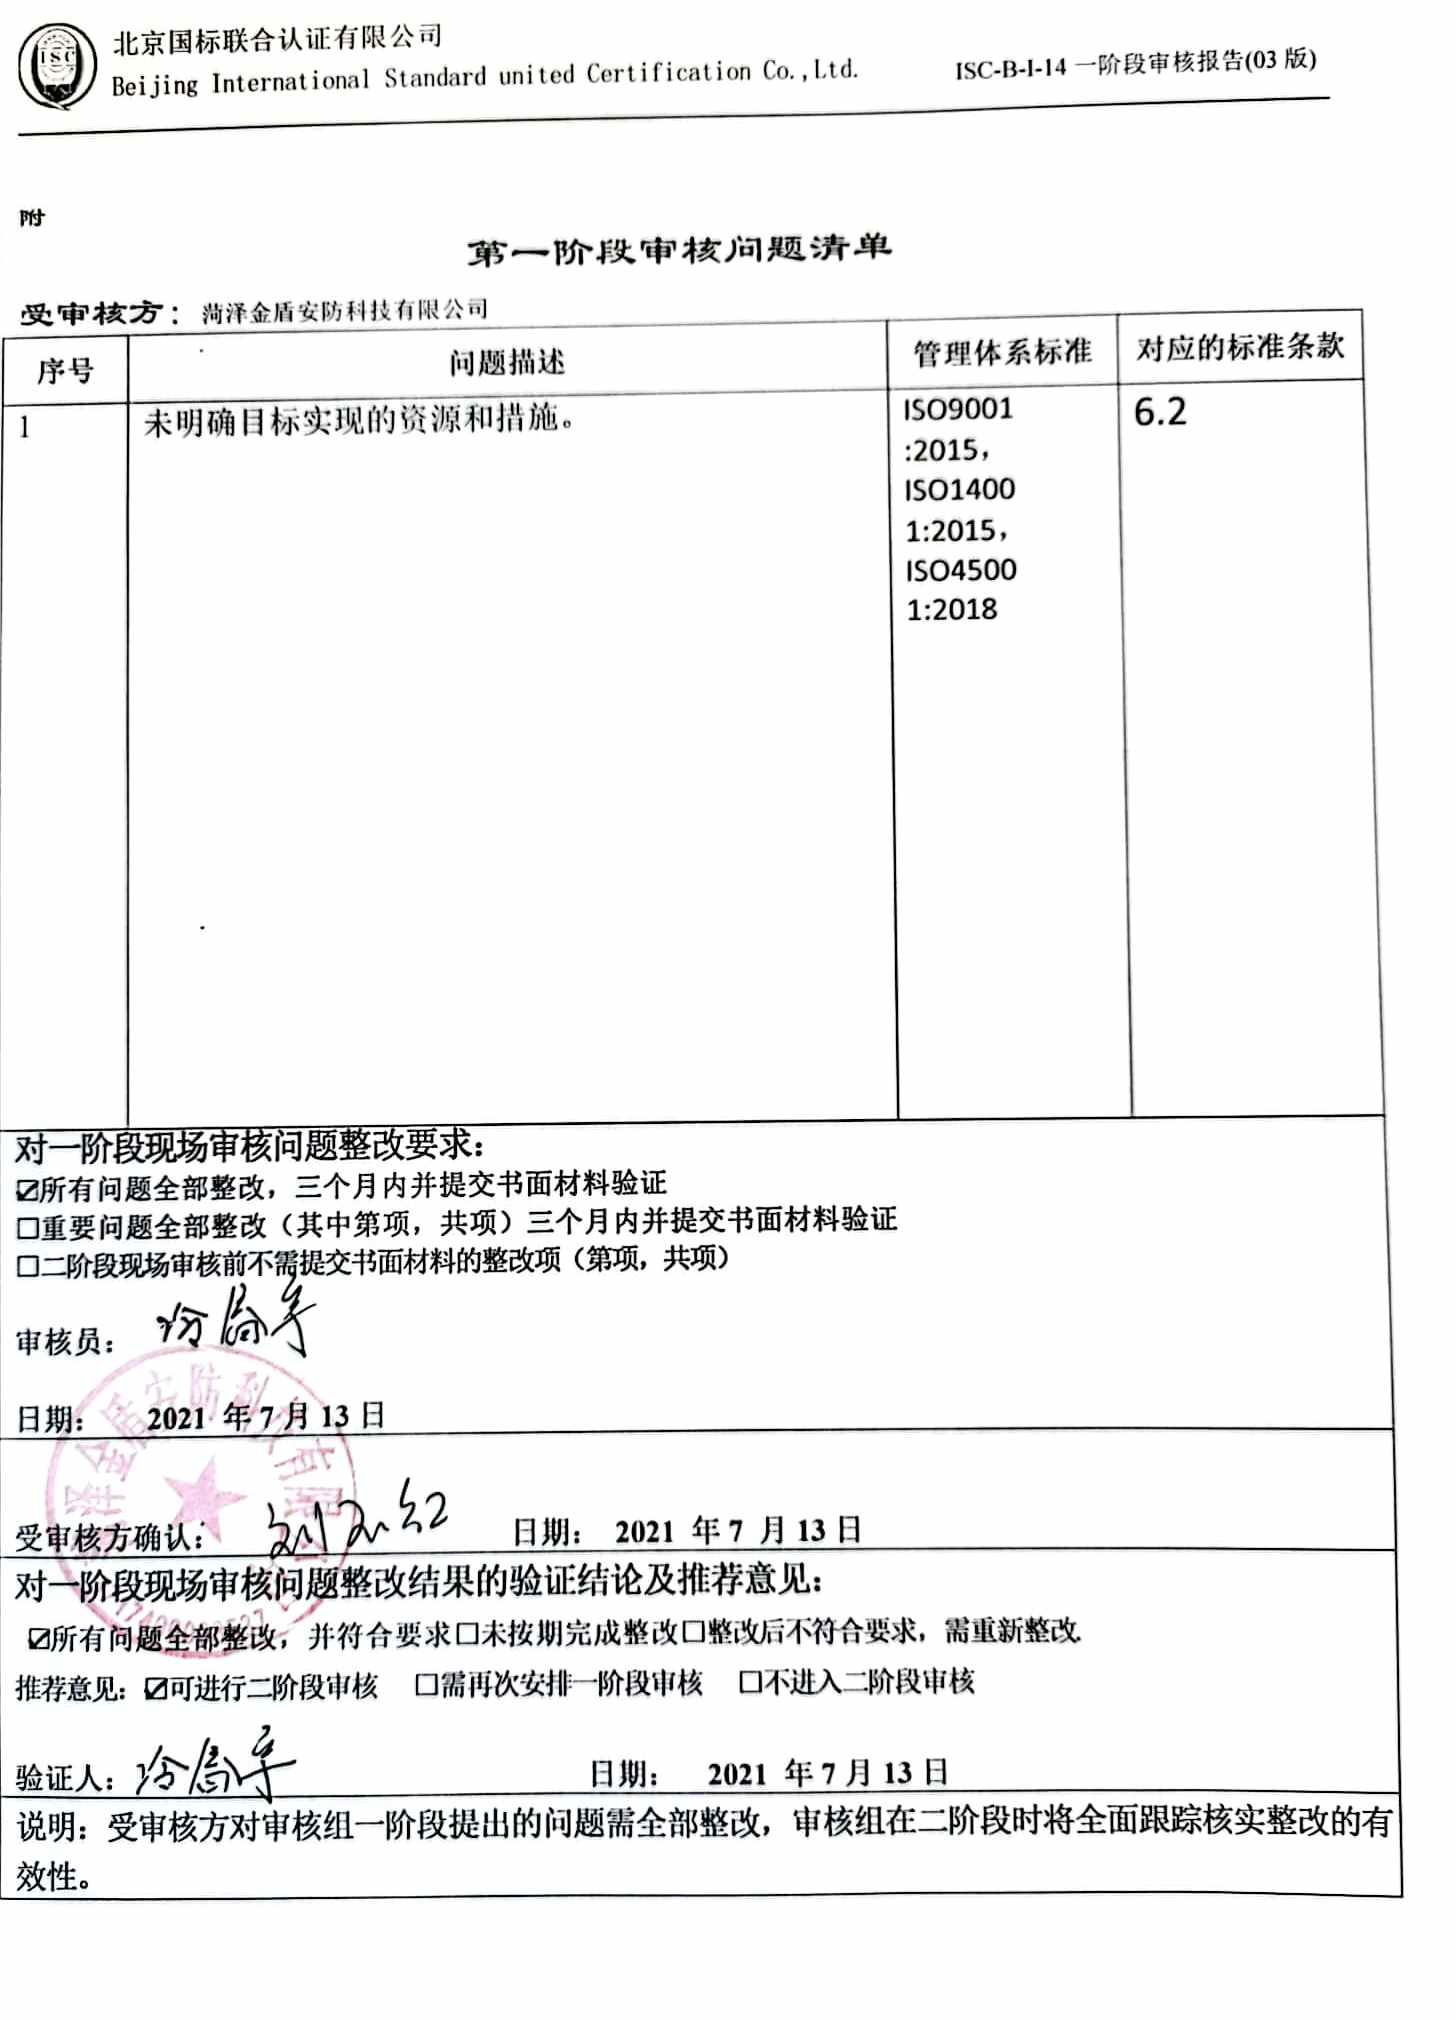 ISC
北京国标联合认证有限公司
Beijing International Standard united Certification Co.,Ltd.
ISC-B-I-14 一阶段审核报告(03 版)
附
第一阶段审核问题清单
受审核方：菏泽金盾安防科技有限公司
序号 问题描述 管理体系标准 对应的标准条款
1 未明确目标实现的资源和措施。 ISO9001 6.2
:2015，
ISO1400
1:2015，
ISO4500
1:2018
对一阶段现场审核问题整改要求：
☑所有问题全部整改，三个月内并提交书面材料验证
□重要问题全部整改（其中第项，共项）三个月内并提交书面材料验证
□二阶段现场审核前不需提交书面材料的整改项（第项，共项）
审核员：
日期： 2021 年 7 月 13 日
受审核方确认： 日期： 2021 年 7 月 13 日
对一阶段现场审核问题整改结果的验证结论及推荐意见：
☑所有问题全部整改，并符合要求□未按期完成整改□整改后不符合要求，需重新整改.
推荐意见：☑可进行二阶段审核 □需再次安排一阶段审核 □不进入二阶段审核
验证人： 日期： 2021 年 7 月 13 日
说明：受审核方对审核组一阶段提出的问题需全部整改，审核组在二阶段时将全面跟踪核实整改的有
效性。